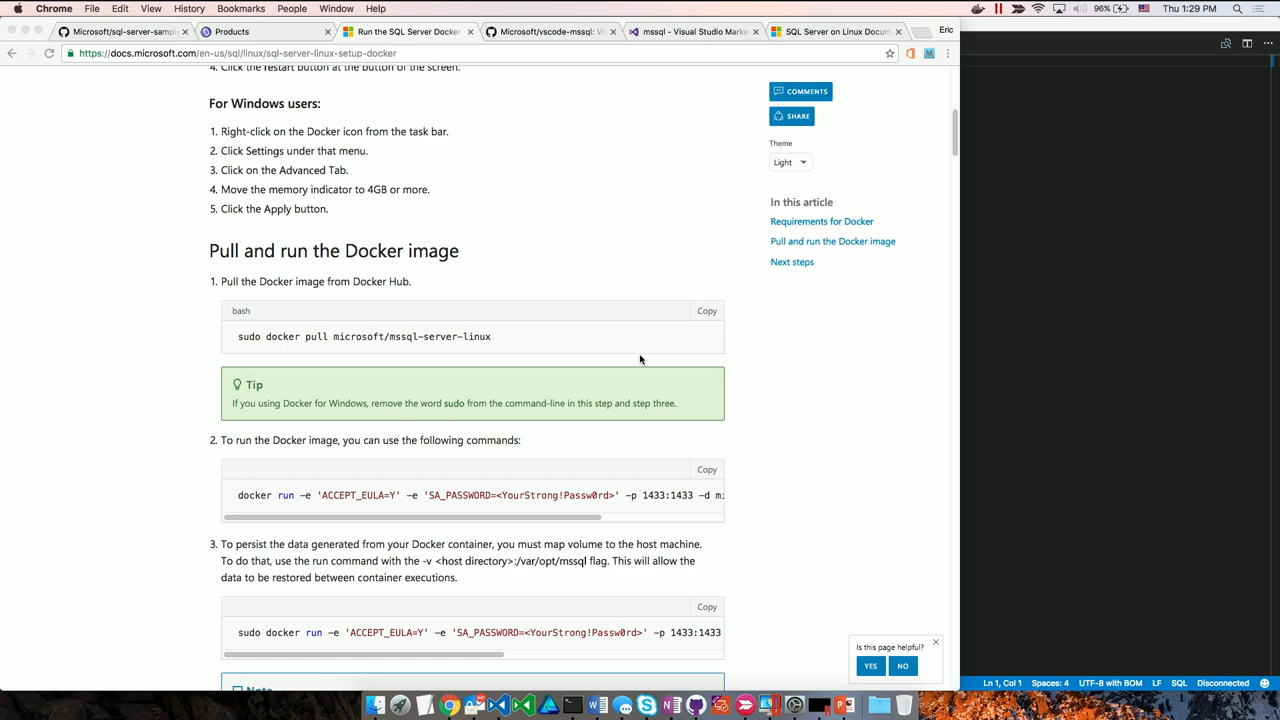 Chrome File Edit View History Bookmarks People Window Help
96% Thu 1:29 PM
Microsoft/sql-server-sampl
Products
Run the SQL Server Docker
Microsoft/vscode-mssql: Vi
mssql - Visual Studio Marke
SQL Server on Linux Docum
Eric
https://docs.microsoft.com/en-us/sql/linux/sql-server-linux-setup-docker
4. Click the restart button at the button of the screen.
For Windows users:
1. Right-click on the Docker icon from the task bar.
2. Click Settings under that menu.
3. Click on the Advanced Tab.
4. Move the memory indicator to 4GB or more.
5. Click the Apply button.
Pull and run the Docker image
1. Pull the Docker image from Docker Hub.
bash Copy
sudo docker pull microsoft/mssql-server-linux
Tip
If you using Docker for Windows, remove the word sudo from the command-line in this step and step three.
2. To run the Docker image, you can use the following commands:
Copy
docker run -e 'ACCEPT_EULA=Y' -e 'SA_PASSWORD=<YourStrong!Passw0rd>' -p 1433:1433 -d mi
3. To persist the data generated from your Docker container, you must map volume to the host machine.
To do that, use the run command with the -v <host directory>:/var/opt/mssql flag. This will allow the
data to be restored between container executions.
Copy
sudo docker run -e 'ACCEPT_EULA=Y' -e 'SA_PASSWORD=<YourStrong!Passw0rd>' -p 1433:1433
Note
COMMENTS
SHARE
Theme
Light
In this article
Requirements for Docker
Pull and run the Docker image
Next steps
Is this page helpful?
YES NO
Ln 1, Col 1 Spaces: 4 UTF-8 with BOM LF SQL Disconnected